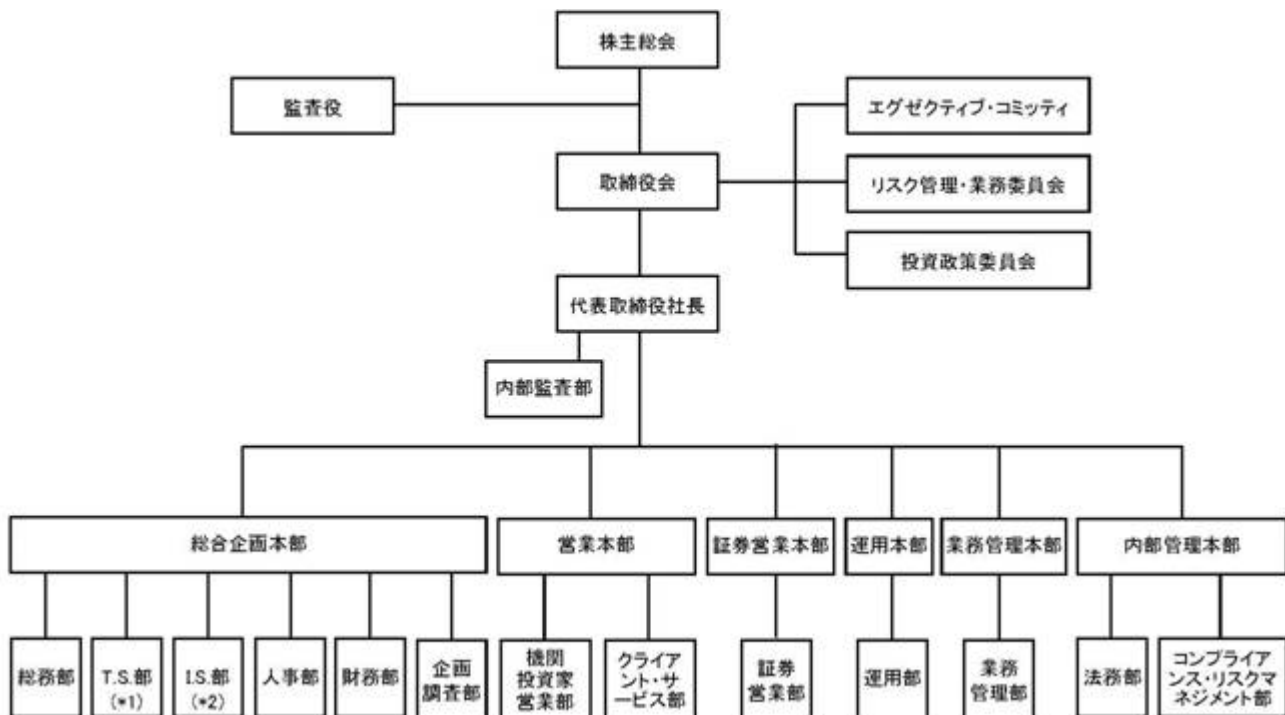 株主総会
監査役
エグゼクティブ・コミッティ
取締役会
リスク管理・業務委員会
投資政策委員会
代表取締役社長
内部監査部
総合企画本部
営業本部
証券営業本部
運用本部
業務管理本部
内部管理本部
総務部
T.S.部
(*1)
I.S.部
(*2)
人事部
財務部
企画
調査部
機関
投資家
営業部
クライア
ント・サ
ービス部
証券
営業部
運用部
業務
管理部
法務部
コンプライア
ンス・リスクマ
ネジメント部